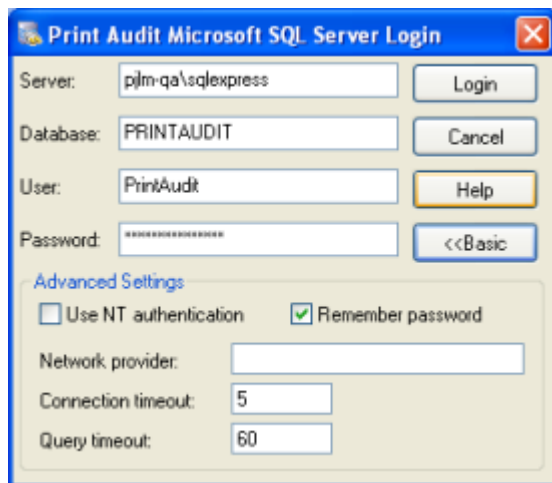 Print Audit Microsoft SQL Server Login
Server: pjlm-qa\sqlexpress Login
Database: PRINTAUDIT Cancel
User: PrintAudit Help
Password: *************** <<Basic
Advanced Settings
Use NT authentication Remember password
Network provider:
Connection timeout: 5
Query timeout: 60